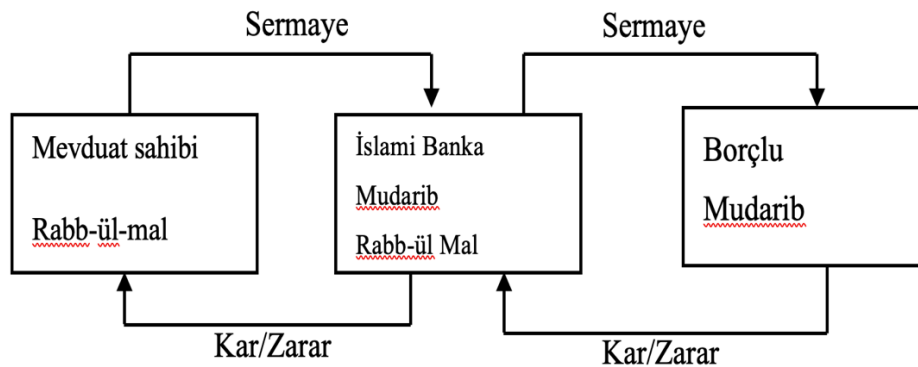 Sermaye
Sermaye
Mevduat sahibi
Rabb-ül-mal
İslami Banka
Mudarib
Rabb-ül Mal
Borçlu
Mudarib
Kar/Zarar
Kar/Zarar